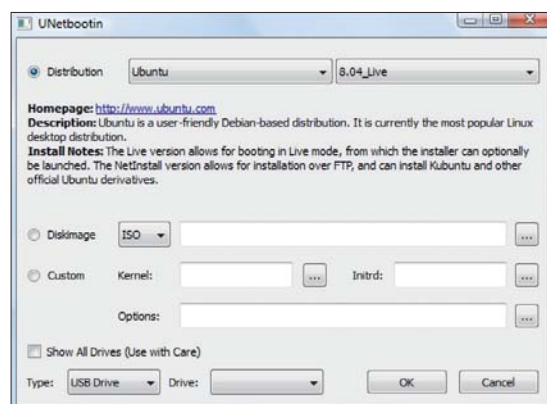 UNetbootin
Distribution Ubuntu 8.04_Live
Homepage: http://www.ubuntu.com
Description: Ubuntu is a user-friendly Debian-based distribution. It is currently the most popular Linux
desktop distribution.
Install Notes: The Live version allows for booting in Live mode, from which the installer can optionally
be launched. The NetInstall version allows for installation over FTP, and can install Kubuntu and other
official Ubuntu derivatives.
Diskimage ISO ...
Custom Kernel: ... Initrd: ...
Options: ...
Show All Drives (Use with Care)
Type: USB Drive Drive: OK Cancel